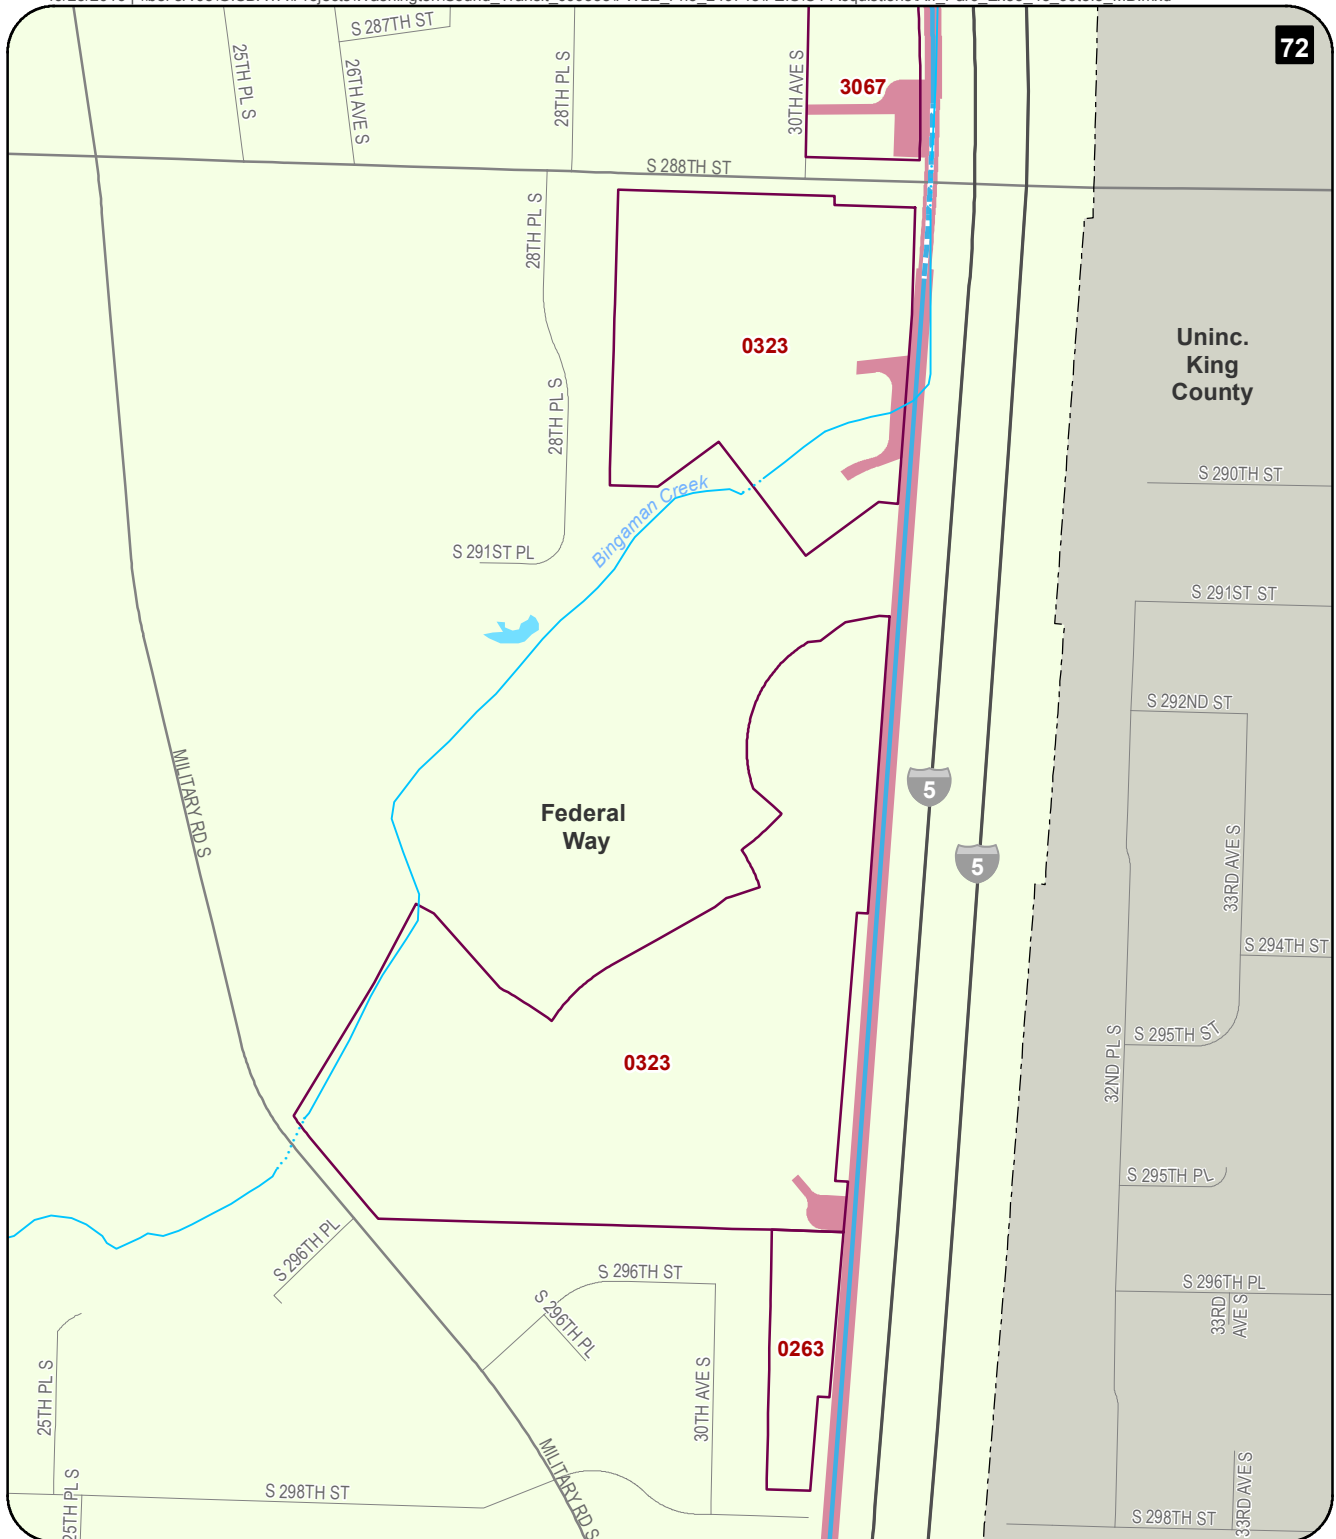 72
S 287TH ST
25TH PL S
26TH AVE S
28TH PL S
30TH AVE S
3067
S 288TH ST
28TH PL S
0323
Uninc.
King
County
28TH PL S
S 290TH ST
Bingaman Creek
S 291ST PL
S 291ST ST
S 292ND ST
MILITARY RD S
5
Federal
Way
5
33RD AVE S
S 294TH ST
S 295TH ST
0323
32ND PL S
S 295TH PL
S 296TH PL
S 296TH ST
S 296TH PL
S 296TH PL
33RD
AVE S
0263
25TH PL S
30TH AVE S
MILITARY RD S
S 298TH ST
25TH PL S
33RD AVE S
S 298TH ST